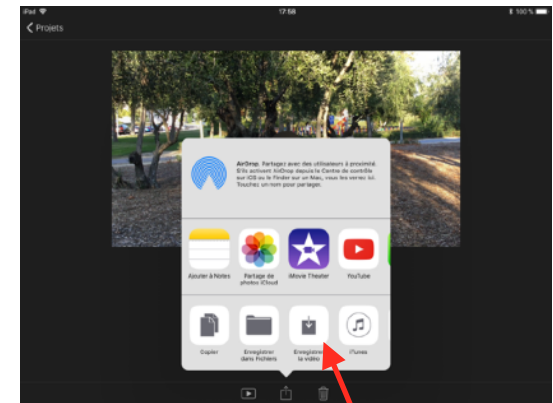 iPad
17:58
100 %
Projets
AirDrop. Partagez avec des utilisateurs à proximité.
S'ils activent AirDrop depuis le Centre de contrôle
sur iOS ou le Finder sur un Mac, vous les verrez ici.
Touchez un nom pour partager.
Ajouter à Notes
Partage de
photos iCloud
iMovie Theater
YouTube
Copier
Enregistrer
dans Fichiers
Enregistrer
la vidéo
iTunes